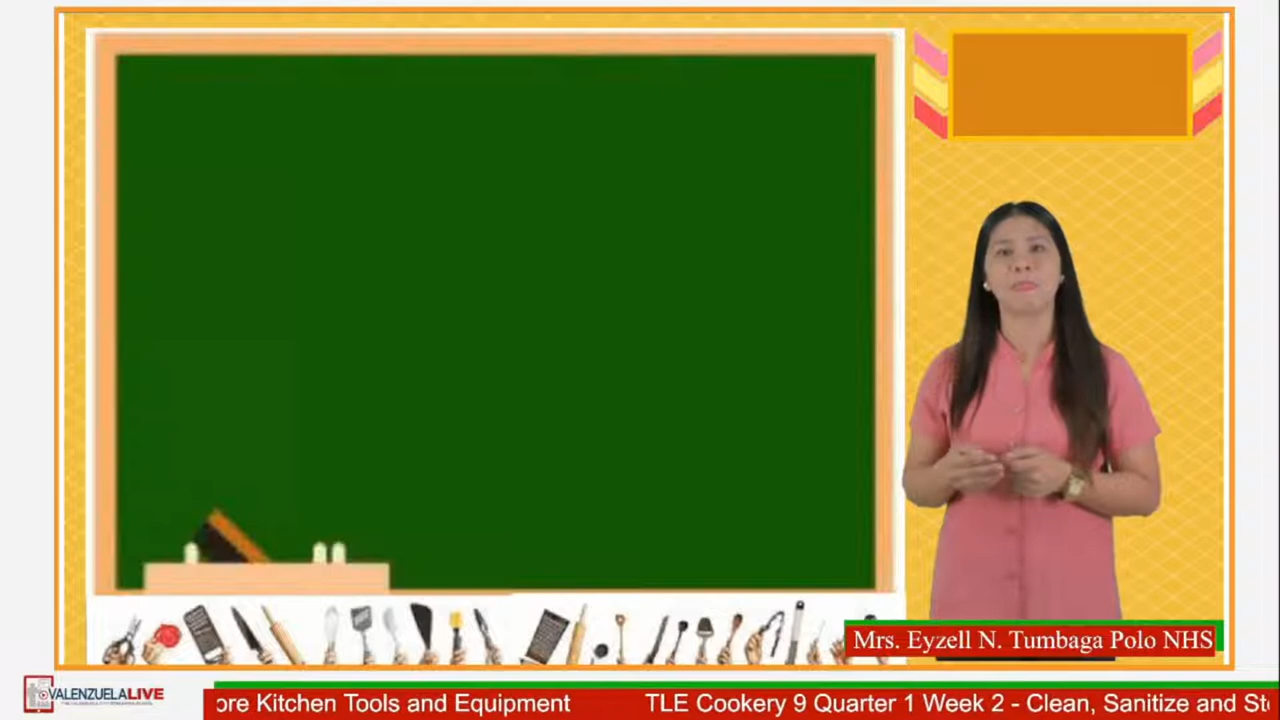 Mrs. Eyzell N. Tumbaga Polo NHS
VALENZUELALIVE
ore Kitchen Tools and Equipment TLE Cookery 9 Quarter 1 Week 2 - Clean, Sanitize and St